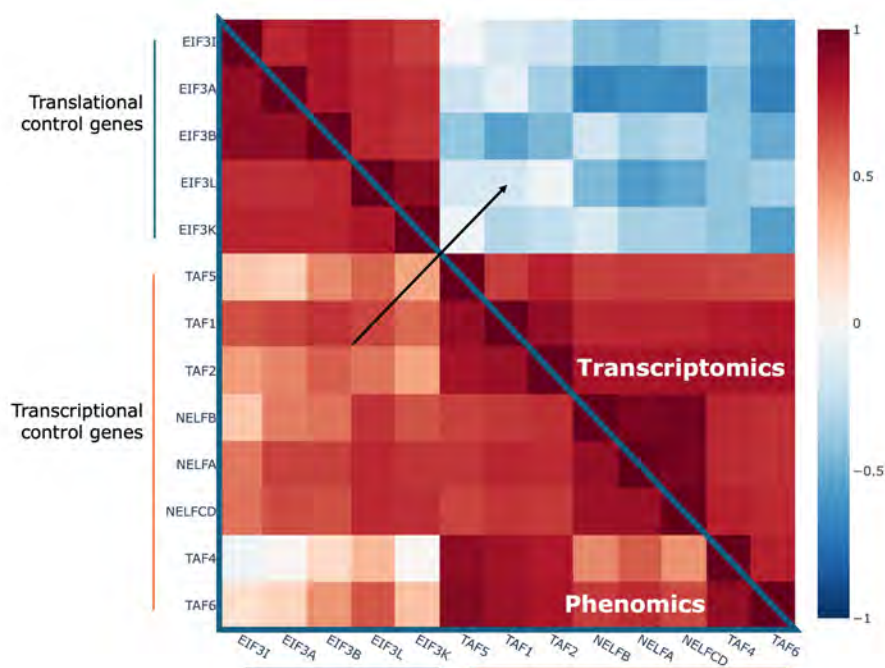 EIF3I
EIF3A
EIF3B
EIF3L
EIF3K
TAF5
TAF1
TAF2
NELFB
NELFA
NELFCD
TAF4
TAF6
Translational
control genes
Transcriptional
control genes
Transcriptomics
Phenomics
1
0.5
0
−0.5
−1
EIF3I
EIF3A
EIF3B
EIF3L
EIF3K
TAF5
TAF1
TAF2
NELFB
NELFA
NELFCD
TAF4
TAF6